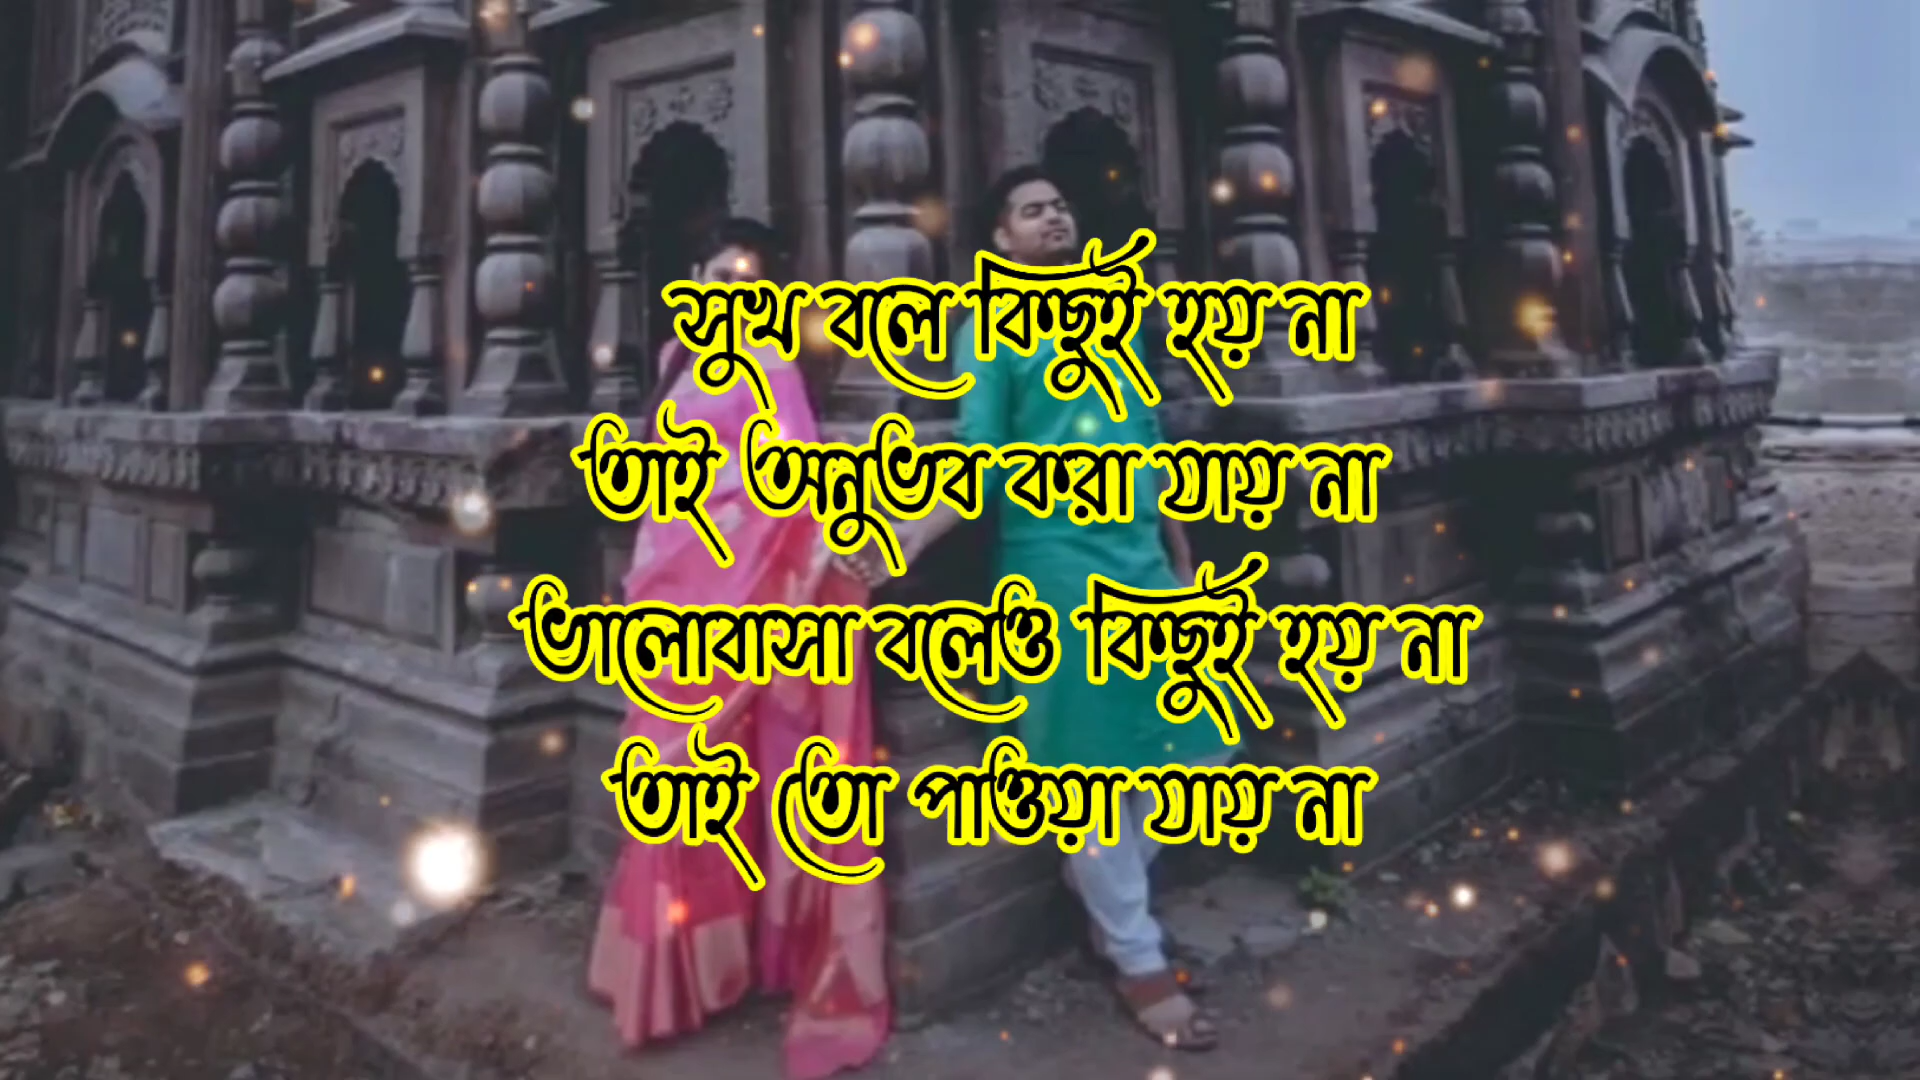 সুখ বলে কিছুই হয় না
তাই অনুভব করা যায় না
ভালোবাসা বলেও কিছুই হয় না
তাই তো পাওয়া যায় না